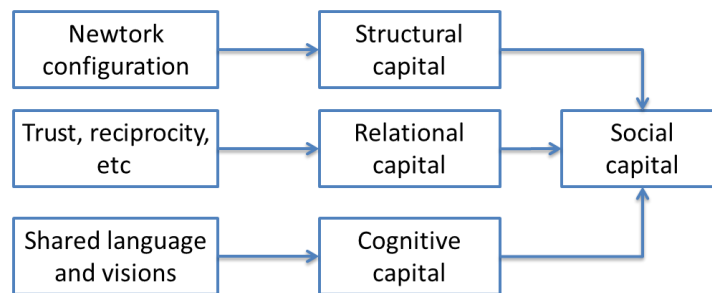 Newtork
configuration
Structural
capital
Trust, reciprocity,
etc
Relational
capital
Social
capital
Shared language
and visions
Cognitive
capital